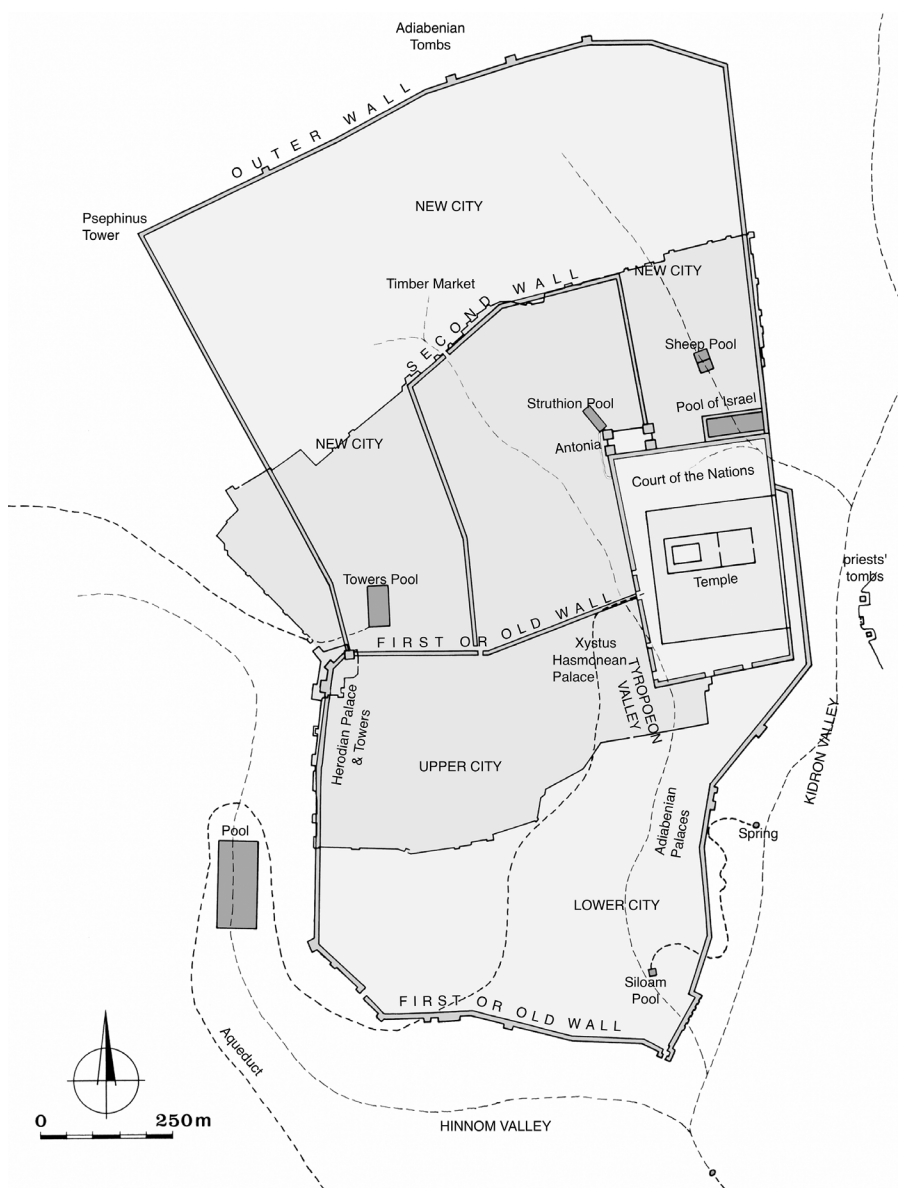 Adiabenian
Tombs
OUTER WALL
NEW CITY
Psephinus
Tower
NEW CITY
Timber Market
SECOND WALL
Sheep Pool
Pool of Israel
Struthion Pool
NEW CITY
Antonia
Court of the Nations
priests'
tombs
Temple
Towers Pool
FIRST OR OLD WALL
Xystus
Hasmonean
Palace
TYROPOEON
VALLEY
Herodian Palace
& Towers
KIDRON VALLEY
UPPER CITY
Adiabenian
Palaces
Pool
Spring
LOWER CITY
Siloam
Pool
FIRST OR OLD WALL
Aqueduct
0 250m
HINNOM VALLEY